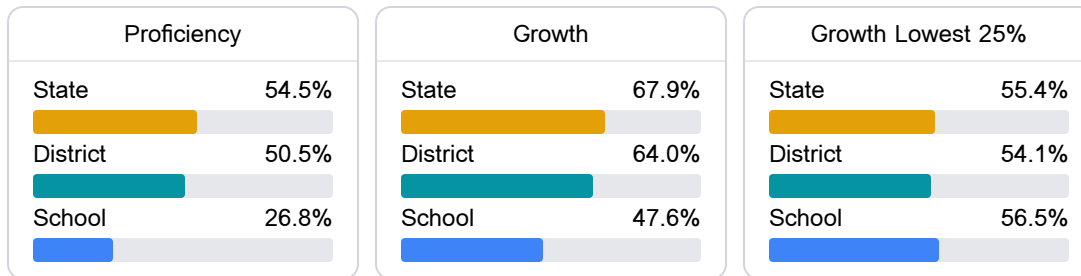 Proficiency
State 54.5%
District 50.5%
School 26.8%
Growth
State 67.9%
District 64.0%
School 47.6%
Growth Lowest 25%
State 55.4%
District 54.1%
School 56.5%